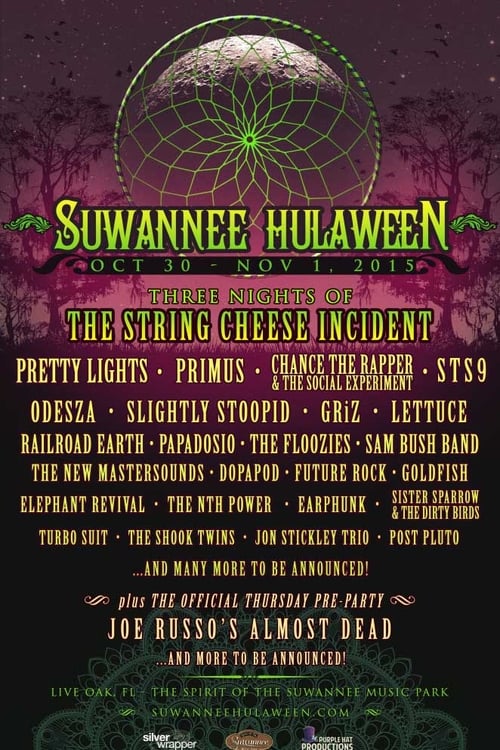 SUWANNEE HULAWEEN
OCT 30 - NOV 1, 2015
THREE NIGHTS OF
THE STRING CHEESE INCIDENT
PRETTY LIGHTS · PRIMUS · CHANCE THE RAPPER & THE SOCIAL EXPERIMENT · STS9
ODESZA · SLIGHTLY STOOPID · GRiZ · LETTUCE
RAILROAD EARTH · PAPADOSIO · THE FLOOZIES · SAM BUSH BAND
THE NEW MASTERSOUNDS · DOPAPOD · FUTURE ROCK · GOLDFISH
ELEPHANT REVIVAL · THE NTH POWER · EARPHUNK · SISTER SPARROW & THE DIRTY BIRDS
TURBO SUIT · THE SHOOK TWINS · JON STICKLEY TRIO · POST PLUTO
...AND MANY MORE TO BE ANNOUNCED!
plus THE OFFICIAL THURSDAY PRE-PARTY
JOE RUSSO'S ALMOST DEAD
...AND MORE TO BE ANNOUNCED!
LIVE OAK, FL - THE SPIRIT OF THE SUWANNEE MUSIC PARK
SUWANNEEHULAWEEN.COM
silver wrapper
Suwannee
PURPLE HAT PRODUCTIONS